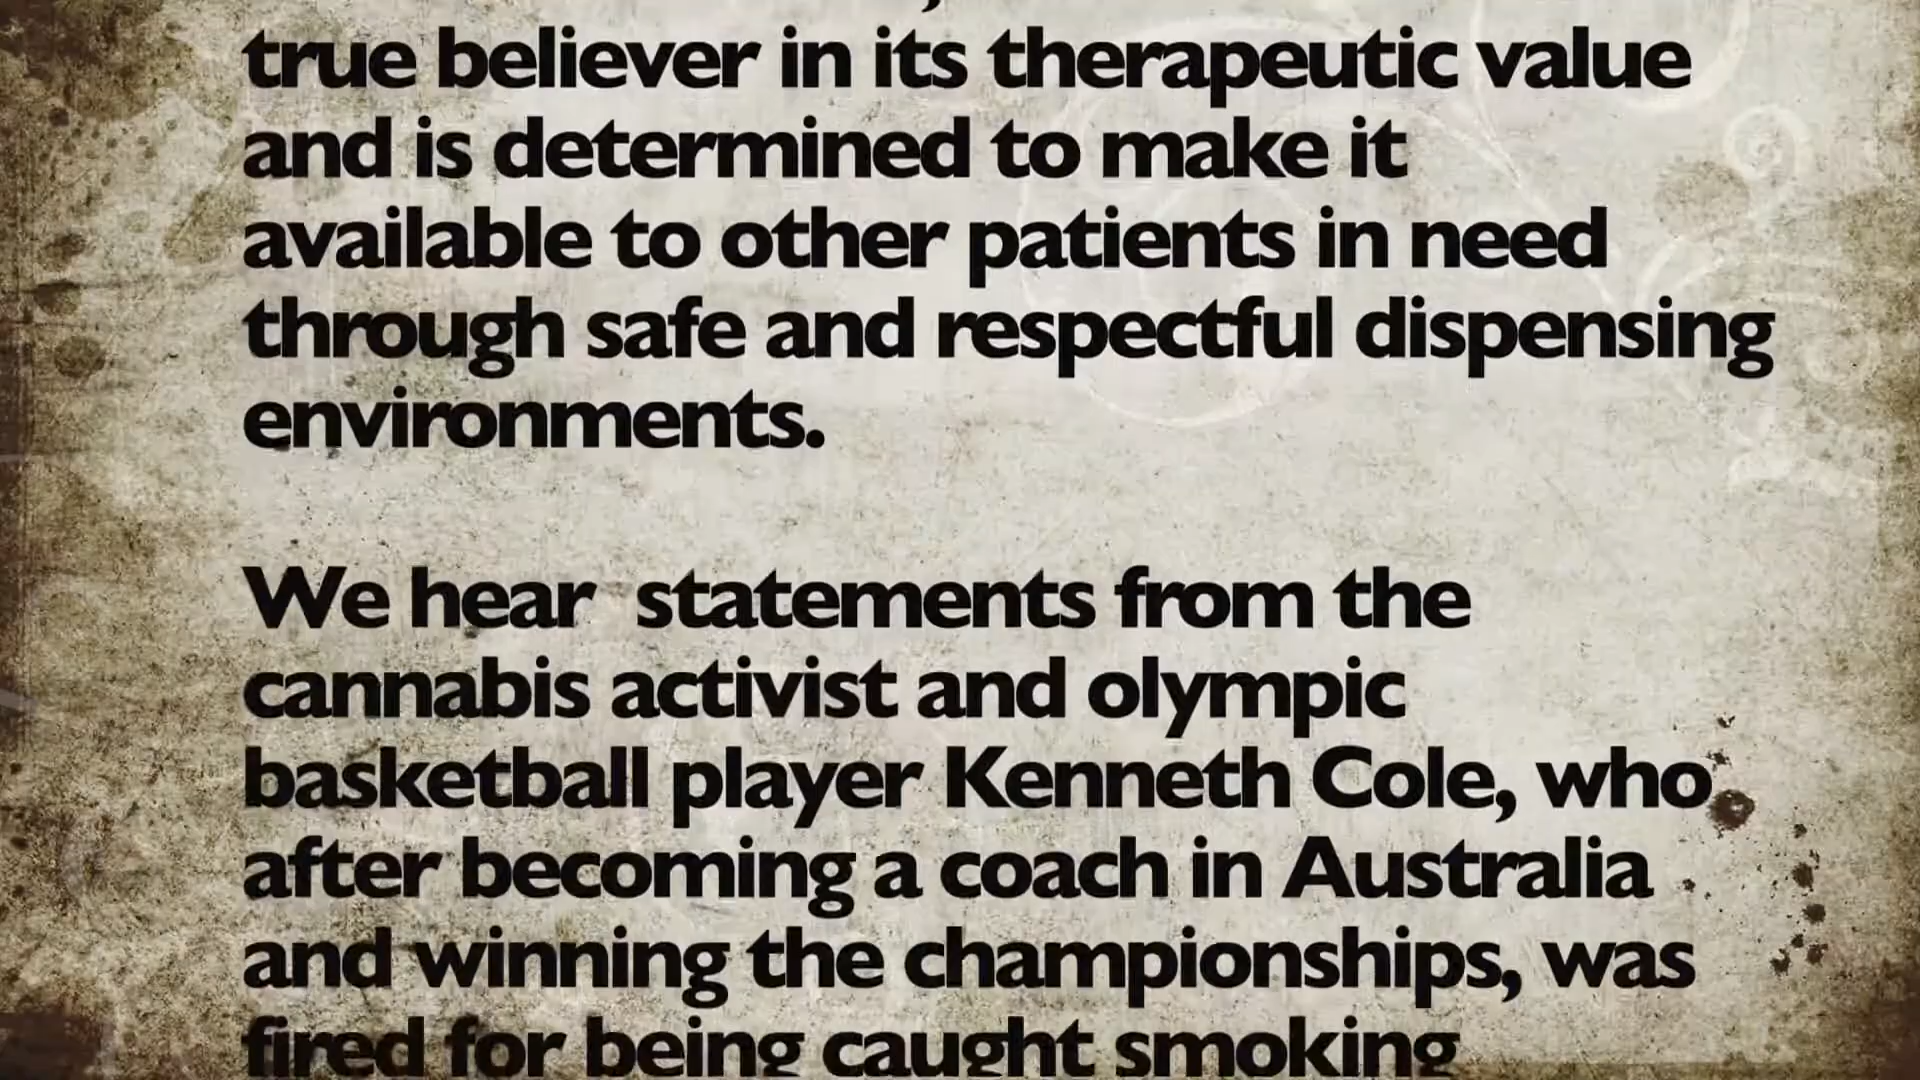 true believer in its therapeutic value
and is determined to make it
available to other patients in need
through safe and respectful dispensing
environments.
We hear  statements from the
cannabis activist and olympic
basketball player Kenneth Cole, who
after becoming a coach in Australia
and winning the championships, was
fired for being caught smoking